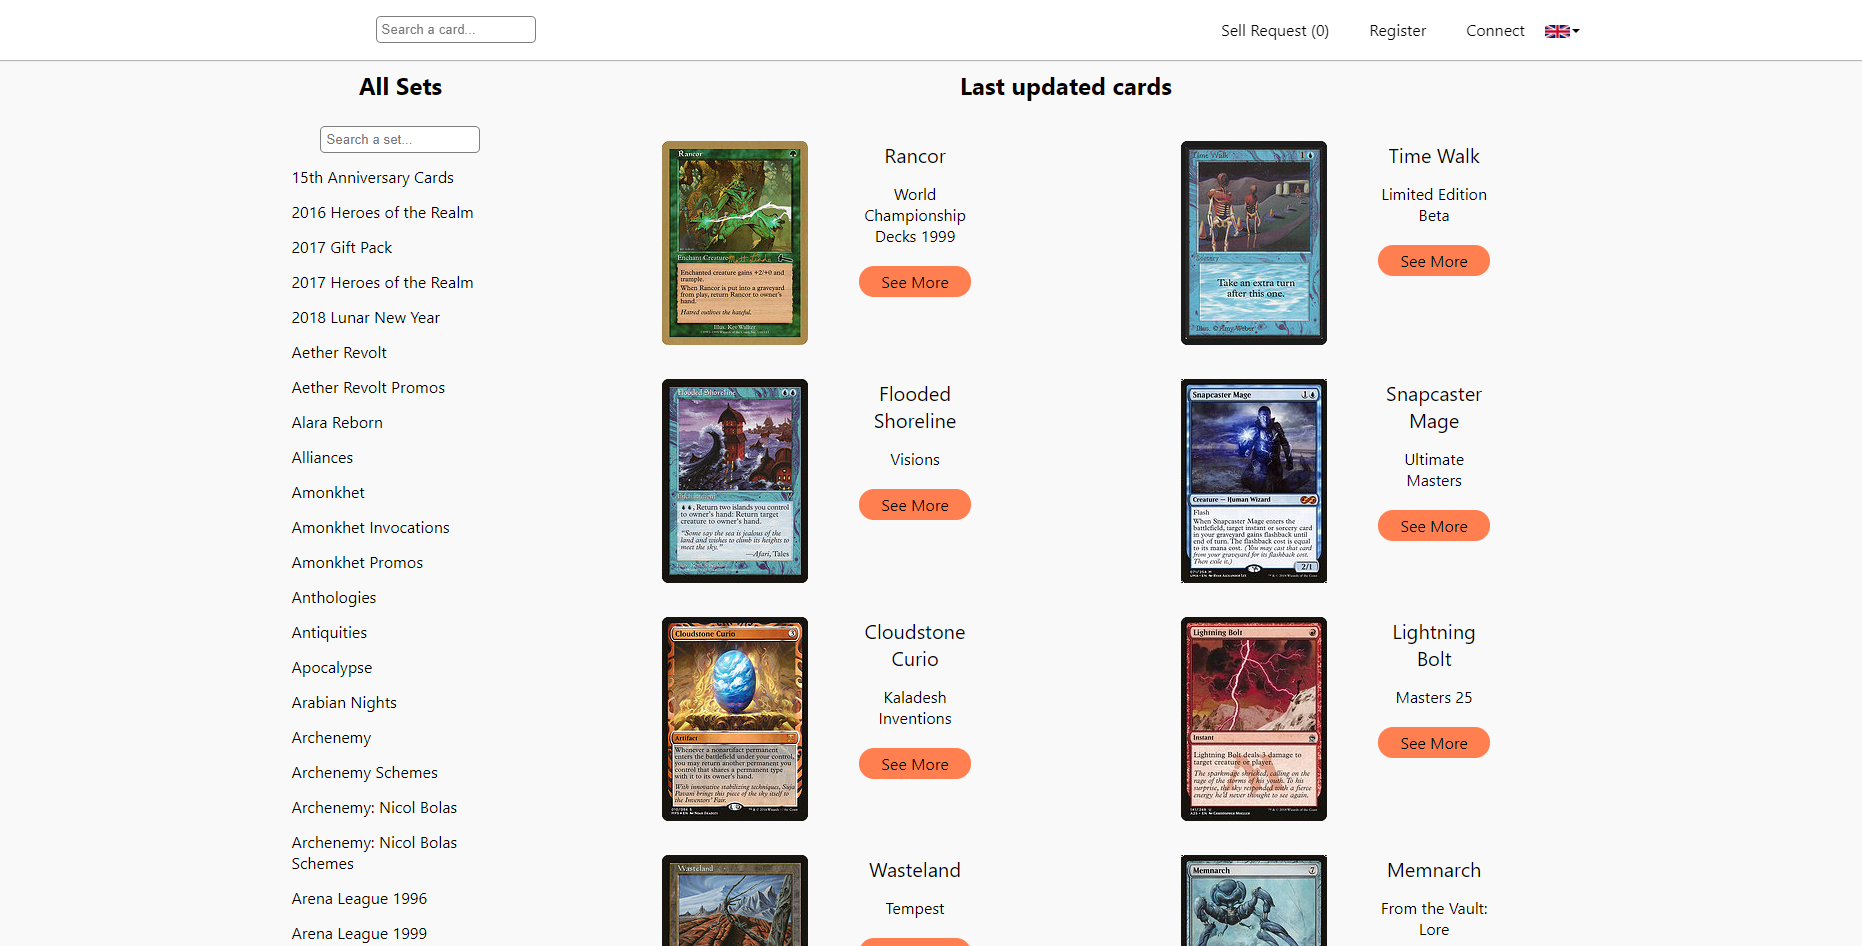 Search a card...
Sell Request (0)
Register
Connect
All Sets
Search a set...
15th Anniversary Cards
2016 Heroes of the Realm
2017 Gift Pack
2017 Heroes of the Realm
2018 Lunar New Year
Aether Revolt
Aether Revolt Promos
Alara Reborn
Alliances
Amonkhet
Amonkhet Invocations
Amonkhet Promos
Anthologies
Antiquities
Apocalypse
Arabian Nights
Archenemy
Archenemy Schemes
Archenemy: Nicol Bolas
Archenemy: Nicol Bolas
Schemes
Arena League 1996
Arena League 1999
Last updated cards
Rancor
Enchant Creature
Enchanted creature gains +2/+0 and
trample.
When Rancor is put into a graveyard
from play, return Rancor to owner's
hand.
Hatred outlives the hateful.
Illus. Kev Walker
Rancor
World
Championship
Decks 1999
See More
Time Walk
1
Sorcery
Take an extra turn
after this one.
Illus. © Amy Weber
Time Walk
Limited Edition
Beta
See More
Flooded Shoreline
Enchantment
, Return two islands you control
to owner's hand: Return target
creature to owner's hand.
"Some say the sea is jealous of the
land and wishes to climb its heights to
meet the sky."
—Afari, Tales
Flooded
Shoreline
Visions
See More
Snapcaster Mage
1
Creature — Human Wizard
Flash
When Snapcaster Mage enters the
battlefield, target instant or sorcery card
in your graveyard gains flashback until
end of turn. The flashback cost is equal
to its mana cost. (You may cast that card
from your graveyard for its flashback cost.
Then exile it.)
2/1
Snapcaster
Mage
Ultimate
Masters
See More
Cloudstone Curio
3
Artifact
Whenever a nonartifact permanent
enters the battlefield under your control,
you may return another permanent you
control that shares a permanent type
with it to its owner's hand.
With innovative stabilizing techniques, Suja
Pavani brings this piece of the sky itself to
the Inventors' Fair.
Cloudstone
Curio
Kaladesh
Inventions
See More
Lightning Bolt
Instant
Lightning Bolt deals 3 damage to
target creature or player.
The sparkmage shrieked, calling on the
rage of the storms of his youth. To his
surprise, the sky responded with a fierce
energy he'd never thought to see again.
Lightning
Bolt
Masters 25
See More
Wasteland
Wasteland
Tempest
Memnarch
7
Memnarch
From the Vault:
Lore